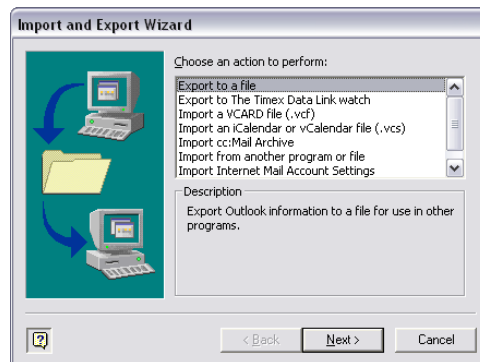 Import and Export Wizard
Choose an action to perform:
Export to a file
Export to The Timex Data Link watch
Import a VCARD file (.vcf)
Import an iCalendar or vCalendar file (.vcs)
Import cc:Mail Archive
Import from another program or file
Import Internet Mail Account Settings
Description
Export Outlook information to a file for use in other
programs.
?
< Back
Next >
Cancel